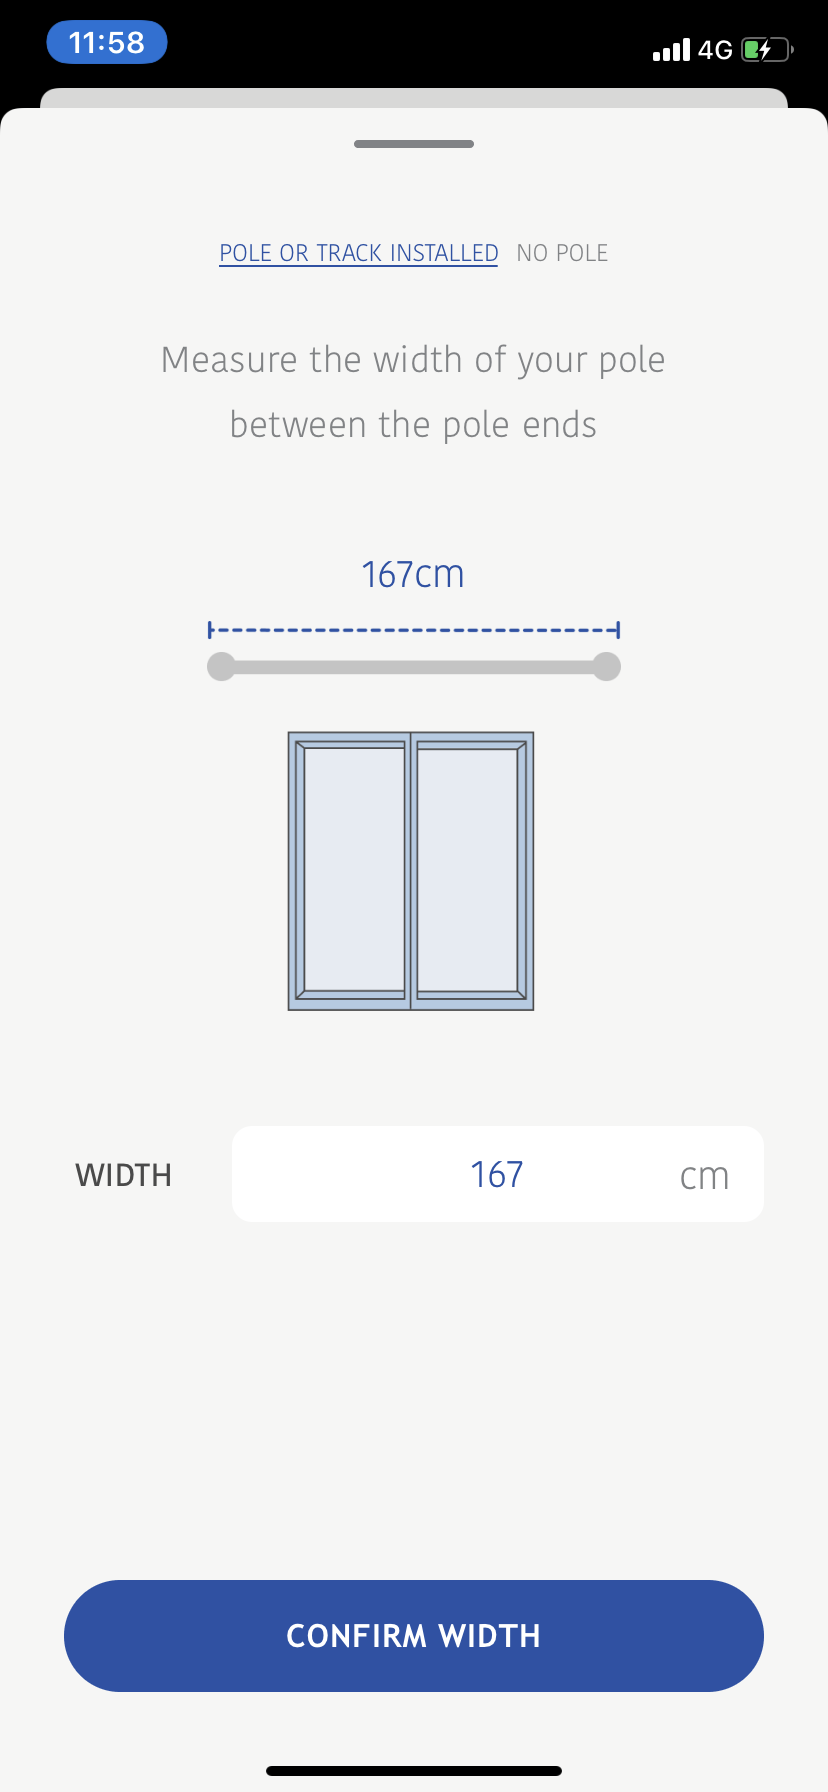 11:58
4G
POLE OR TRACK INSTALLED NO POLE
Measure the width of your pole
between the pole ends
167cm
WIDTH 167 cm
CONFIRM WIDTH